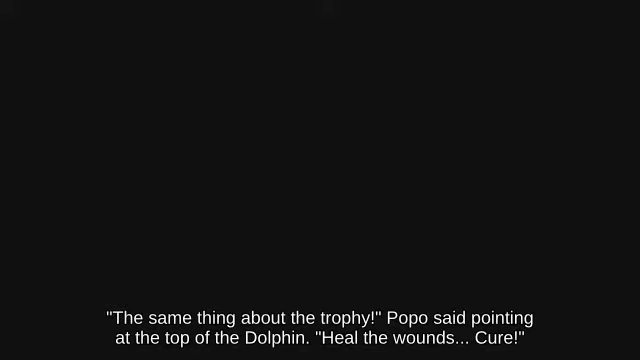 "The same thing about the trophy!" Popo said pointing
at the top of the Dolphin. "Heal the wounds... Cure!"